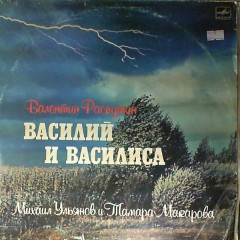 Валентин Распутин
ВАСИЛИЙ
И ВАСИЛИСА
Михаил Ульянов и Тамара Макарова